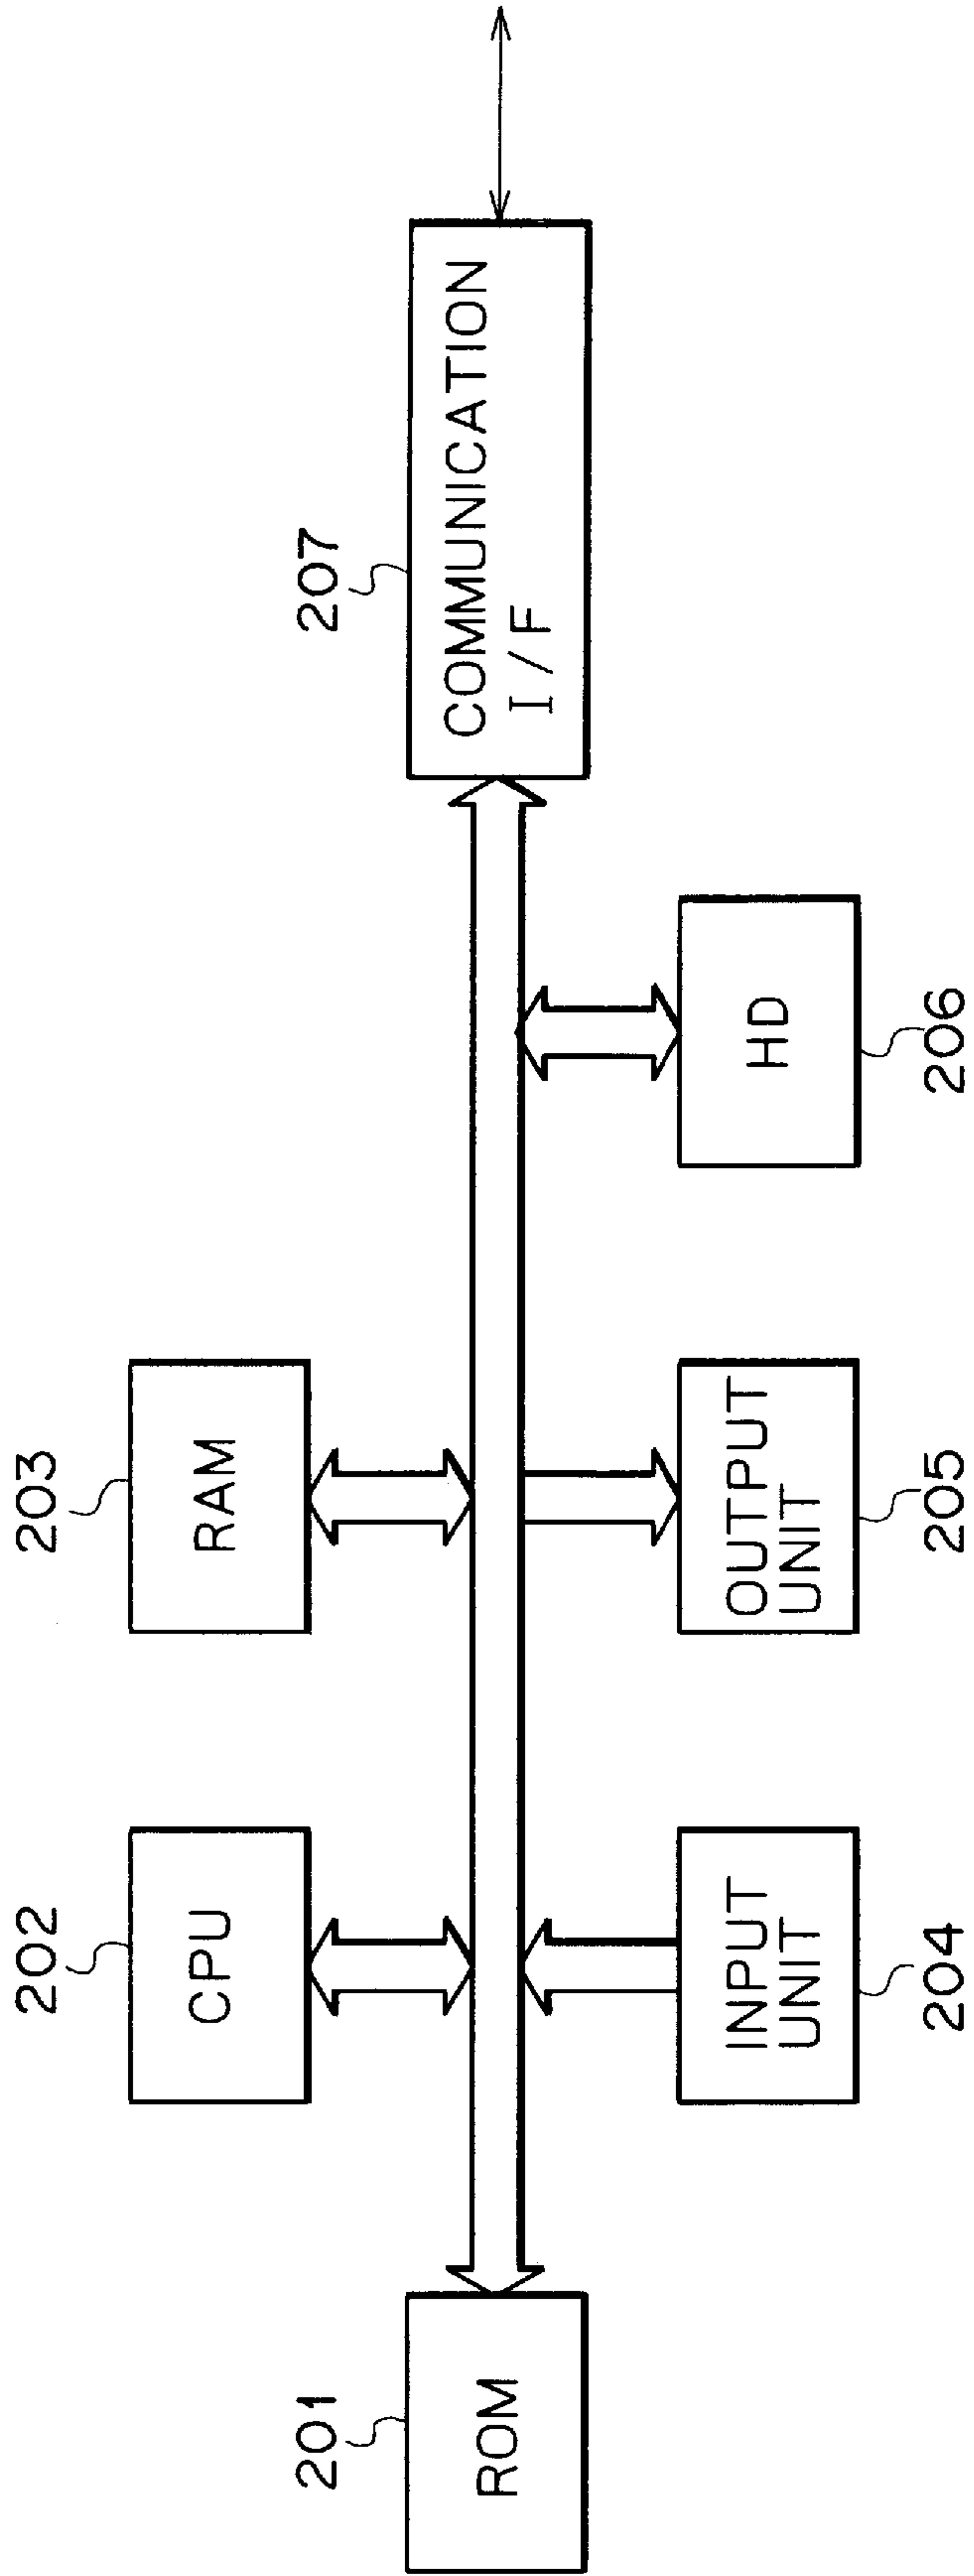 202
CPU
203
RAM
201
ROM
207
COMMUNICATION
I/F
INPUT
UNIT
204
OUTPUT
UNIT
205
HD
206